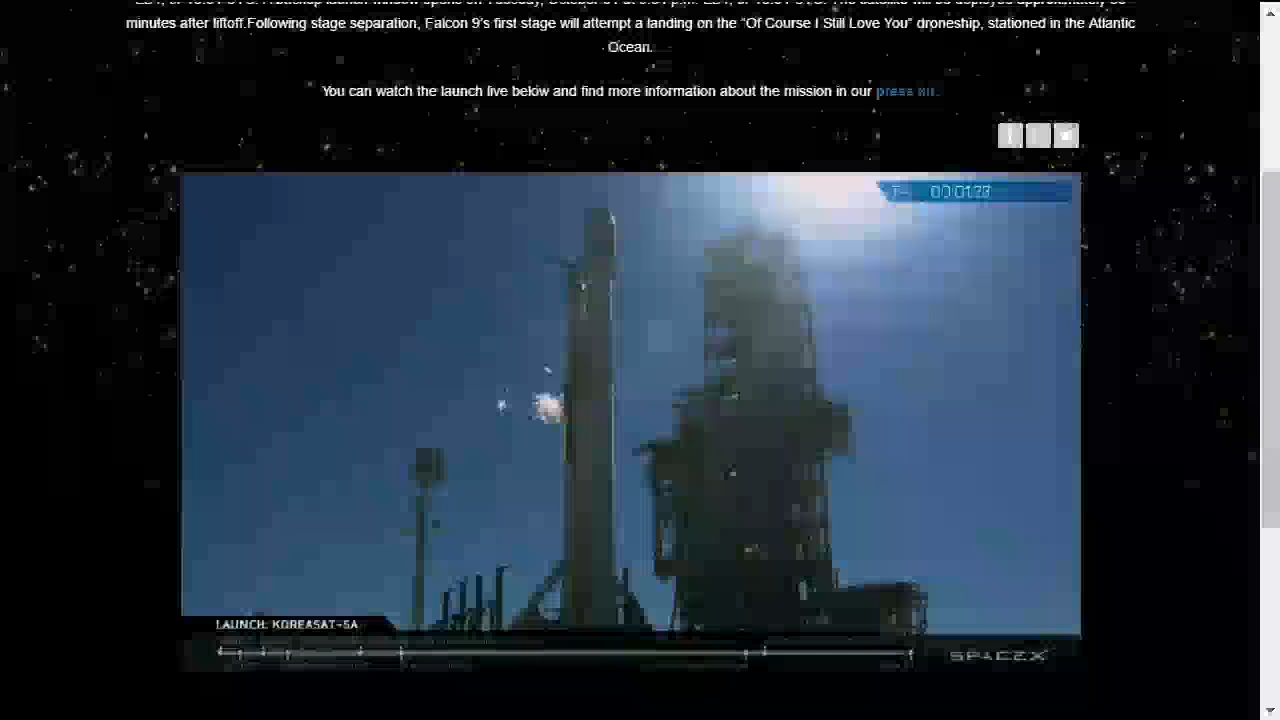 minutes after liftoff.Following stage separation, Falcon 9's first stage will attempt a landing on the "Of Course I Still Love You" droneship, stationed in the Atlantic
Ocean.
You can watch the launch live below and find more information about the mission in our press kit.
T- 00:01:23
LAUNCH: KOREASAT-5A
SPACEX